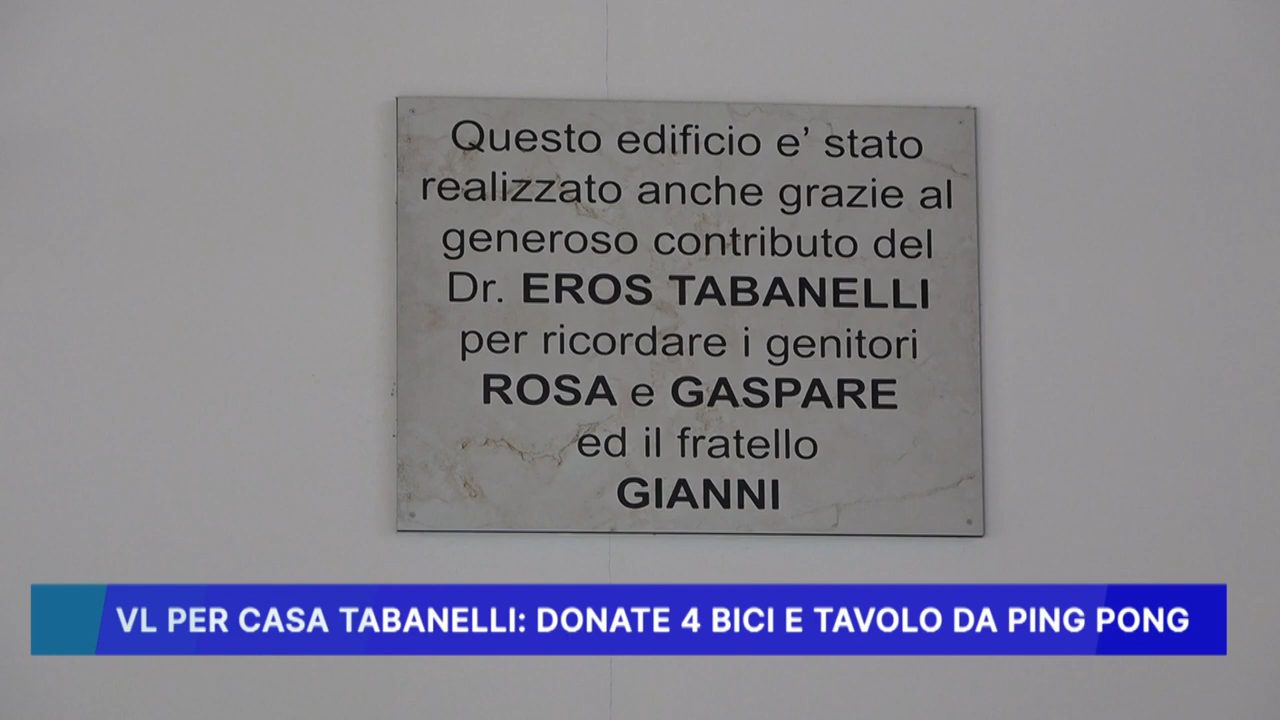 Questo edificio e’ stato
realizzato anche grazie al
generoso contributo del
Dr. EROS TABANELLI
per ricordare i genitori
ROSA e GASPARE
ed il fratello
GIANNI
VL PER CASA TABANELLI: DONATE 4 BICI E TAVOLO DA PING PONG